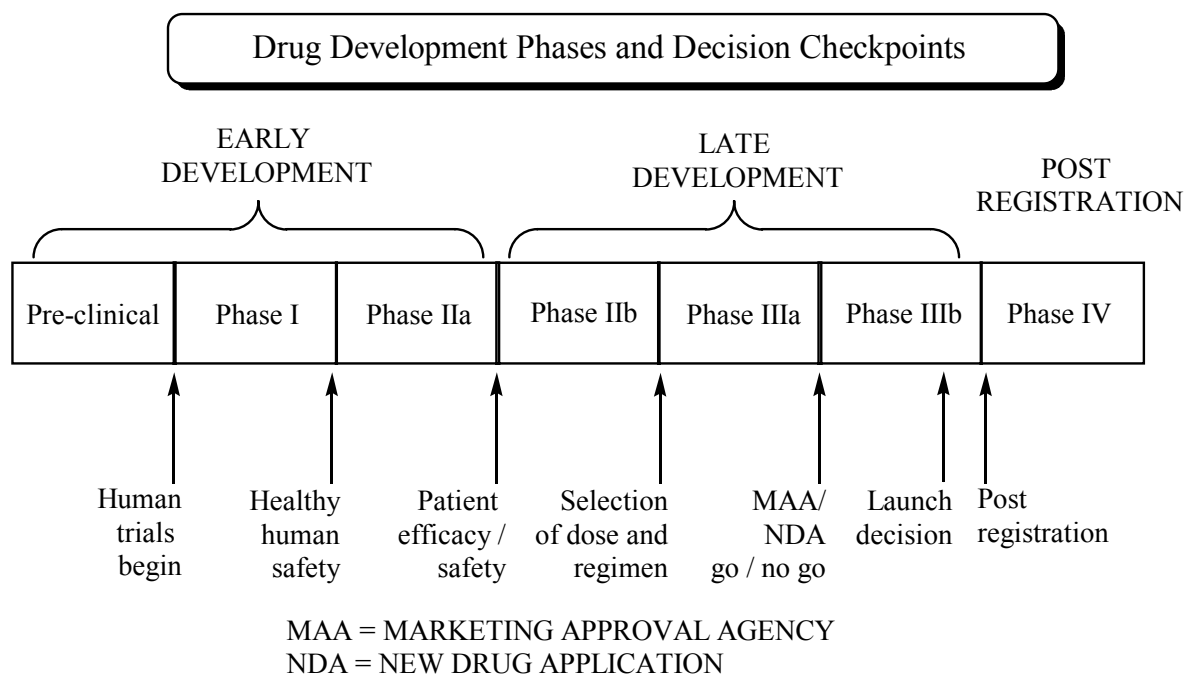 Drug Development Phases and Decision Checkpoints
EARLY
DEVELOPMENT
LATE
DEVELOPMENT
POST
REGISTRATION
Pre-clinical
Phase I
Phase IIa
Phase IIb
Phase IIIa
Phase IIIb
Phase IV
Human
trials
begin
Healthy
human
safety
Patient
efficacy /
safety
Selection
of dose and
regimen
MAA/
NDA
go / no go
Launch
decision
Post
registration
MAA = MARKETING APPROVAL AGENCY
NDA = NEW DRUG APPLICATION